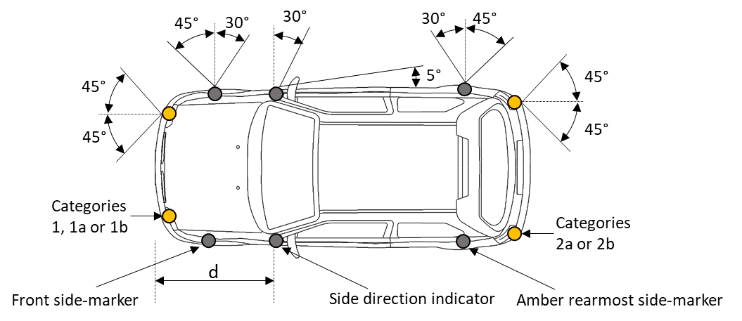 45° 30° 30° 30° 45°
5°
45° 45°
45° 45°
Categories
1, 1a or 1b
Categories
2a or 2b
d
Front side-marker Side direction indicator Amber rearmost side-marker